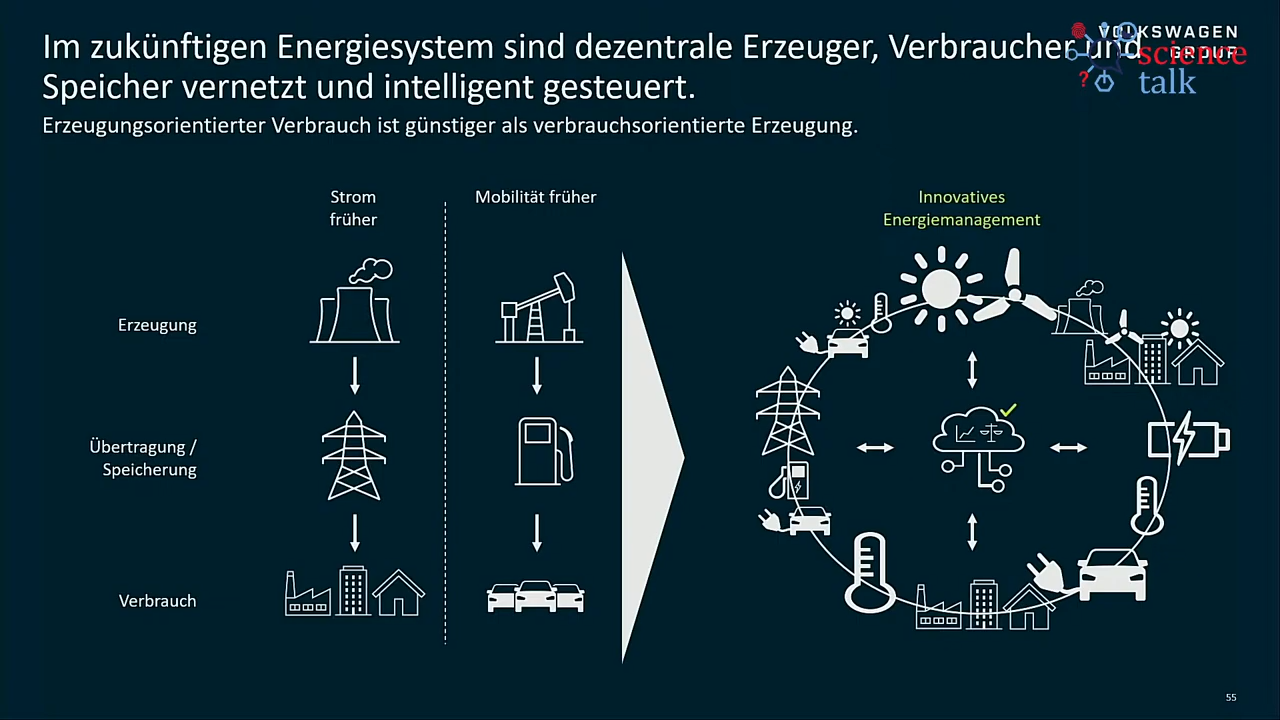 Im zukünftigen Energiesystem sind dezentrale Erzeuger, Verbraucher und
Speicher vernetzt und intelligent gesteuert.
Erzeugungsorientierter Verbrauch ist günstiger als verbrauchsorientierte Erzeugung.
VOLKSWAGEN
GROUP
science
talk
Strom
früher
Mobilität früher
Innovatives
Energiemanagement
Erzeugung
Übertragung /
Speicherung
Verbrauch
55